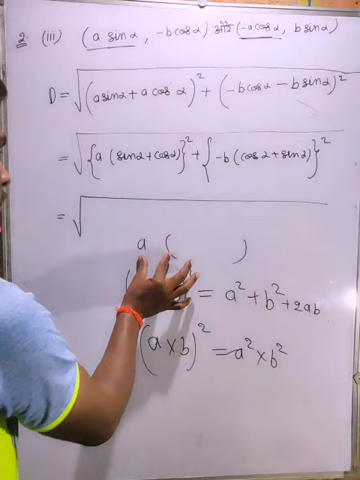 2. (iii) (a sinα, -b cosα) और (-a cosα, b sinα)
D = √(a sinα + a cosα)² + (-b cosα - b sinα)²
= √{a (sinα + cosα)}² + {-b (cosα + sinα)}²
= √
a ( )
( = a² + b² + 2ab
(a × b)² = a² × b²